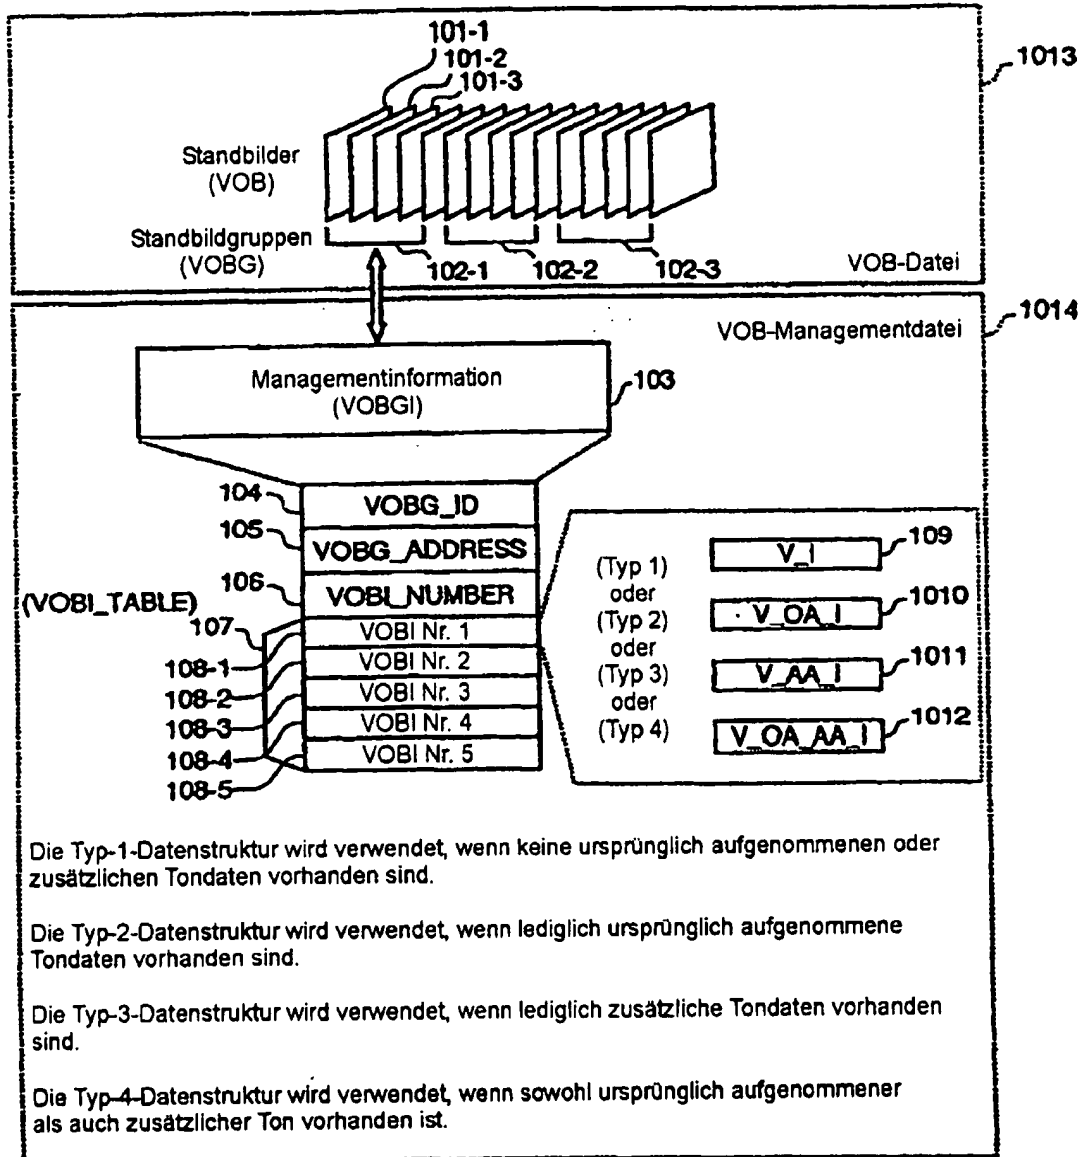 101-1
101-2
101-3
1013
Standbilder
(VOB)
Standbildgruppen
(VOBG)
102-1
102-2
102-3
VOB-Datei
1014
VOB-Managementdatei
Managementinformation
(VOBGI)
103
104
VOBG_ID
105
VOBG_ADDRESS
106
VOBI_NUMBER
(VOBI_TABLE)
107
VOBI Nr. 1
108-1
VOBI Nr. 2
108-2
VOBI Nr. 3
108-3
VOBI Nr. 4
108-4
VOBI Nr. 5
108-5
(Typ 1)
oder
(Typ 2)
oder
(Typ 3)
oder
(Typ 4)
V_I
109
V_OA_I
1010
V_AA_I
1011
V_OA_AA_I
1012
Die Typ-1-Datenstruktur wird verwendet, wenn keine ursprünglich aufgenommenen oder
zusätzlichen Tondaten vorhanden sind.
Die Typ-2-Datenstruktur wird verwendet, wenn lediglich ursprünglich aufgenommene
Tondaten vorhanden sind.
Die Typ-3-Datenstruktur wird verwendet, wenn lediglich zusätzliche Tondaten vorhanden
sind.
Die Typ-4-Datenstruktur wird verwendet, wenn sowohl ursprünglich aufgenommener
als auch zusätzlicher Ton vorhanden ist.